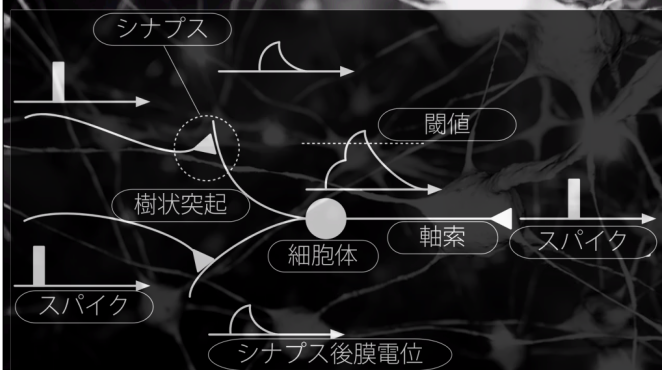 シナプス
閾値
樹状突起
細胞体
軸索
スパイク
スパイク
シナプス後膜電位